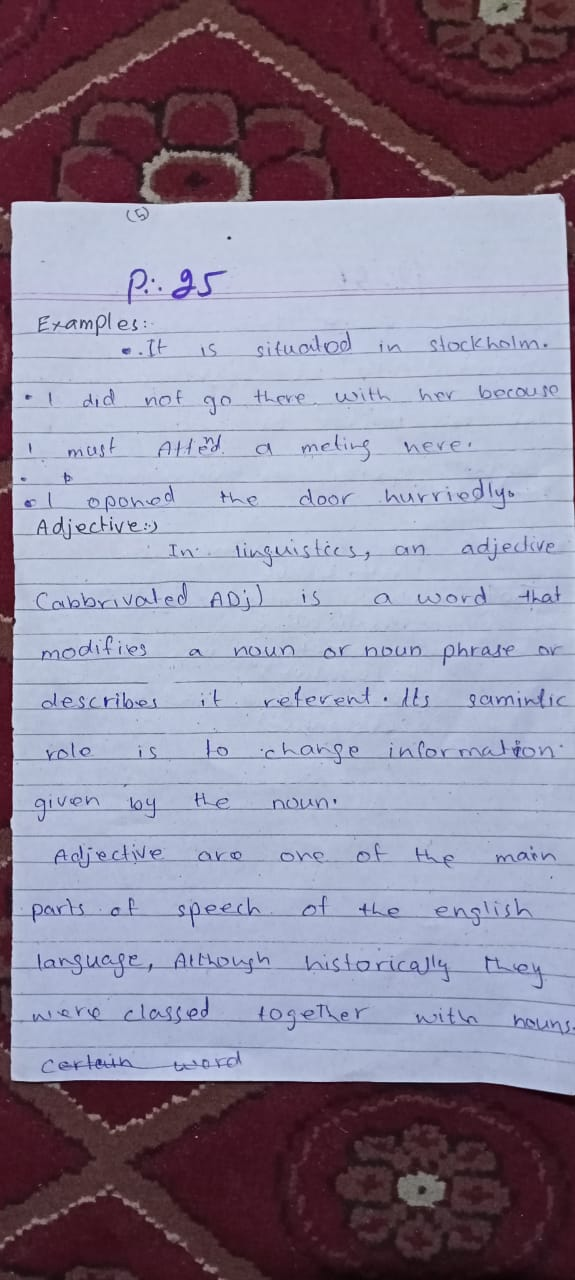 (5)
P:. 25
Examples:.
•. It is situated in stockholm.
• I did not go there with her because
I must Attend a meting here.
• I oponed the door hurriedly.
Adjective:)
In linguistics, an adjective
(abbrivated ADj) is a word that
modifies a noun or noun phrase or
describes it referent. Its samintic
role is to change information.
given by the noun.
Adjective are one of the main
parts of speech of the english
language, Although historically they
were classed together with nouns.
certain word